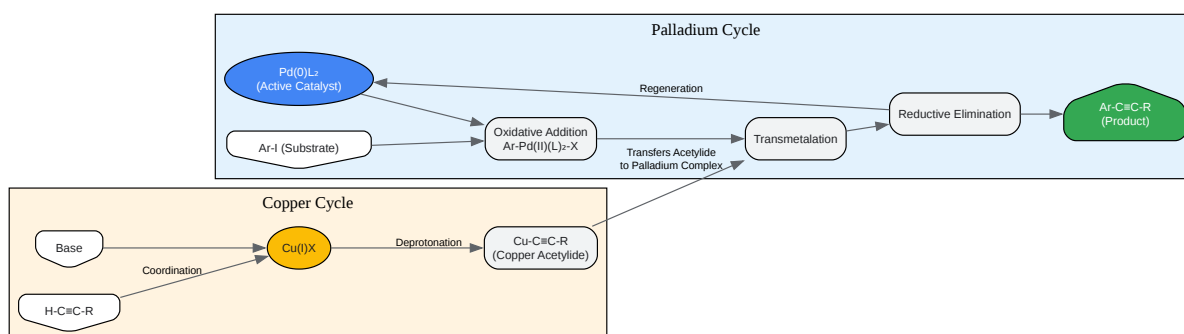 Palladium Cycle
Pd(0)L₂
(Active Catalyst)
Regeneration
Ar-C≡C-R
(Product)
Reductive Elimination
Oxidative Addition
Ar-Pd(II)(L)₂-X
Transmetalation
Ar-I (Substrate)
Transfers Acetylide
to Palladium Complex
Copper Cycle
Base
Cu(I)X
Deprotonation
Cu-C≡C-R
(Copper Acetylide)
Coordination
H-C≡C-R